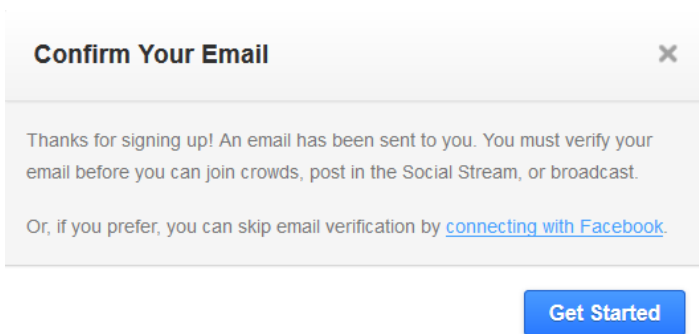 Confirm Your Email
Thanks for signing up! An email has been sent to you. You must verify your
email before you can join crowds, post in the Social Stream, or broadcast.
Or, if you prefer, you can skip email verification by connecting with Facebook.
Get Started